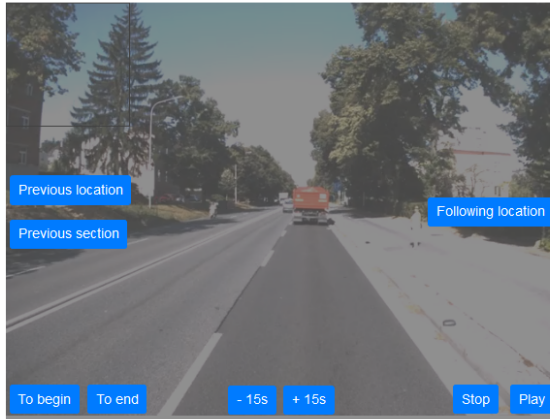 Previous location
Following location
Previous section
To begin To end - 15s + 15s Stop Play